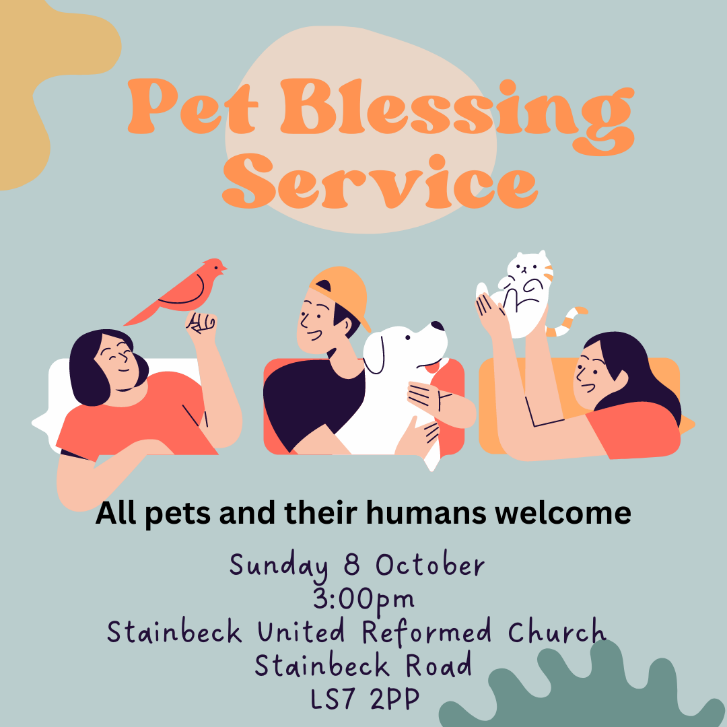 Pet Blessing
Service
All pets and their humans welcome
Sunday 8 October
3:00pm
Stainbeck United Reformed Church
Stainbeck Road
LS7 2PP